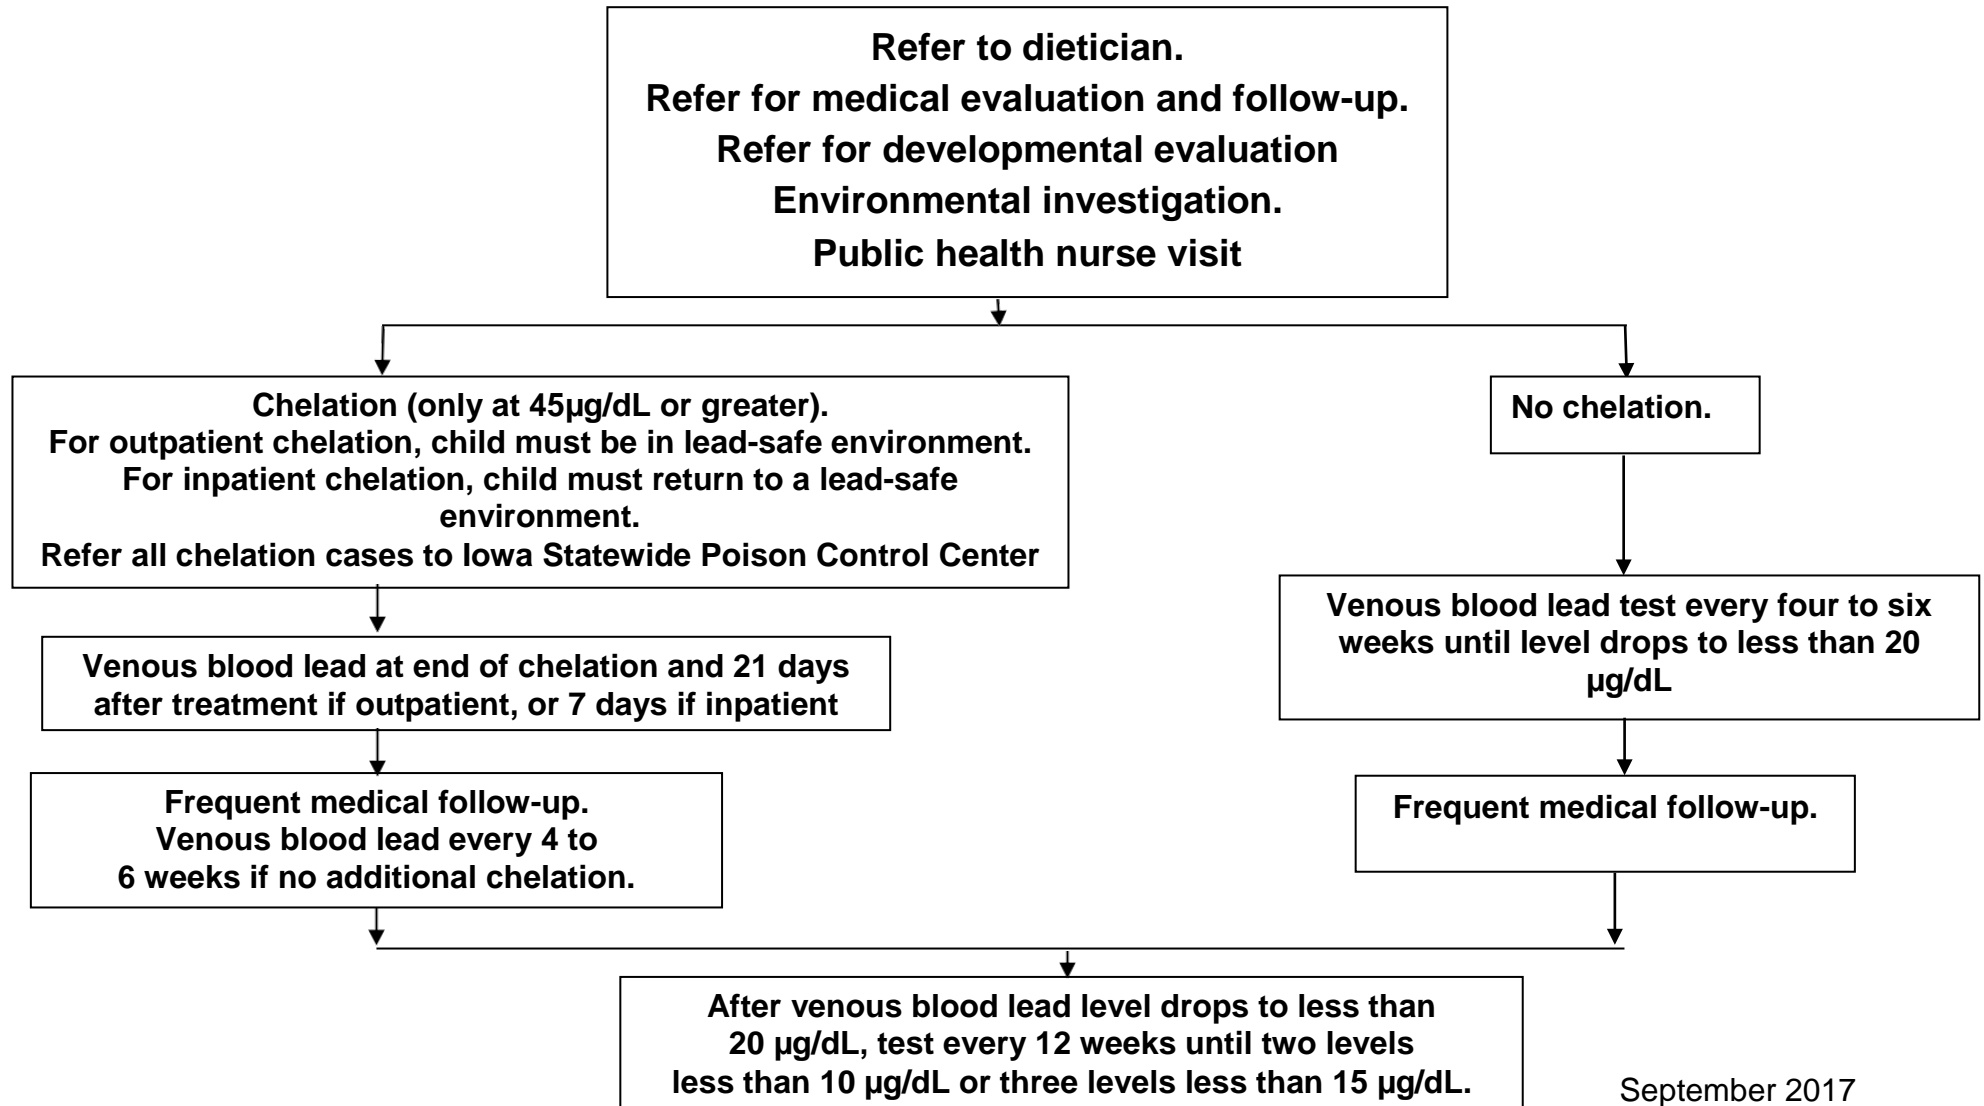 Refer to dietician.
Refer for medical evaluation and follow-up.
Refer for developmental evaluation
Environmental investigation.
Public health nurse visit
Chelation (only at 45µg/dL or greater).
For outpatient chelation, child must be in lead-safe environment.
For inpatient chelation, child must return to a lead-safe
environment.
Refer all chelation cases to Iowa Statewide Poison Control Center
No chelation.
Venous blood lead at end of chelation and 21 days
after treatment if outpatient, or 7 days if inpatient
Venous blood lead test every four to six
weeks until level drops to less than 20
µg/dL
Frequent medical follow-up.
Venous blood lead every 4 to
6 weeks if no additional chelation.
Frequent medical follow-up.
After venous blood lead level drops to less than
20 µg/dL, test every 12 weeks until two levels
less than 10 µg/dL or three levels less than 15 µg/dL.
September 2017